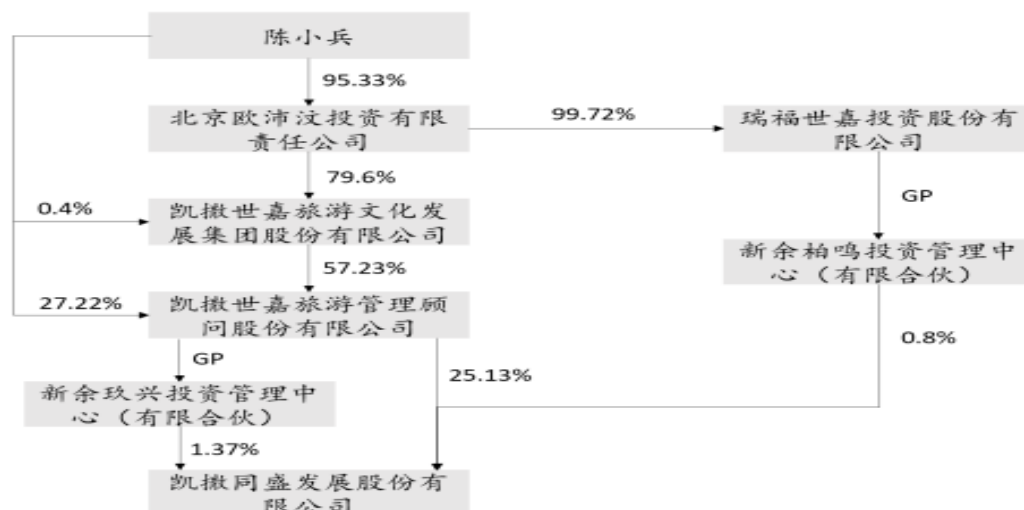 陈小兵
95.33%
北京欧沛汶投资有限
责任公司
99.72%
瑞福世嘉投资股份有
限公司
79.6%
GP
0.4%
凯撒世嘉旅游文化发
展集团股份有限公司
新余柏鸣投资管理中
心（有限合伙）
57.23%
27.22%
凯撒世嘉旅游管理顾
问股份有限公司
0.8%
GP
25.13%
新余玖兴投资管理中
心（有限合伙）
1.37%
凯撒同盛发展股份有
限公司